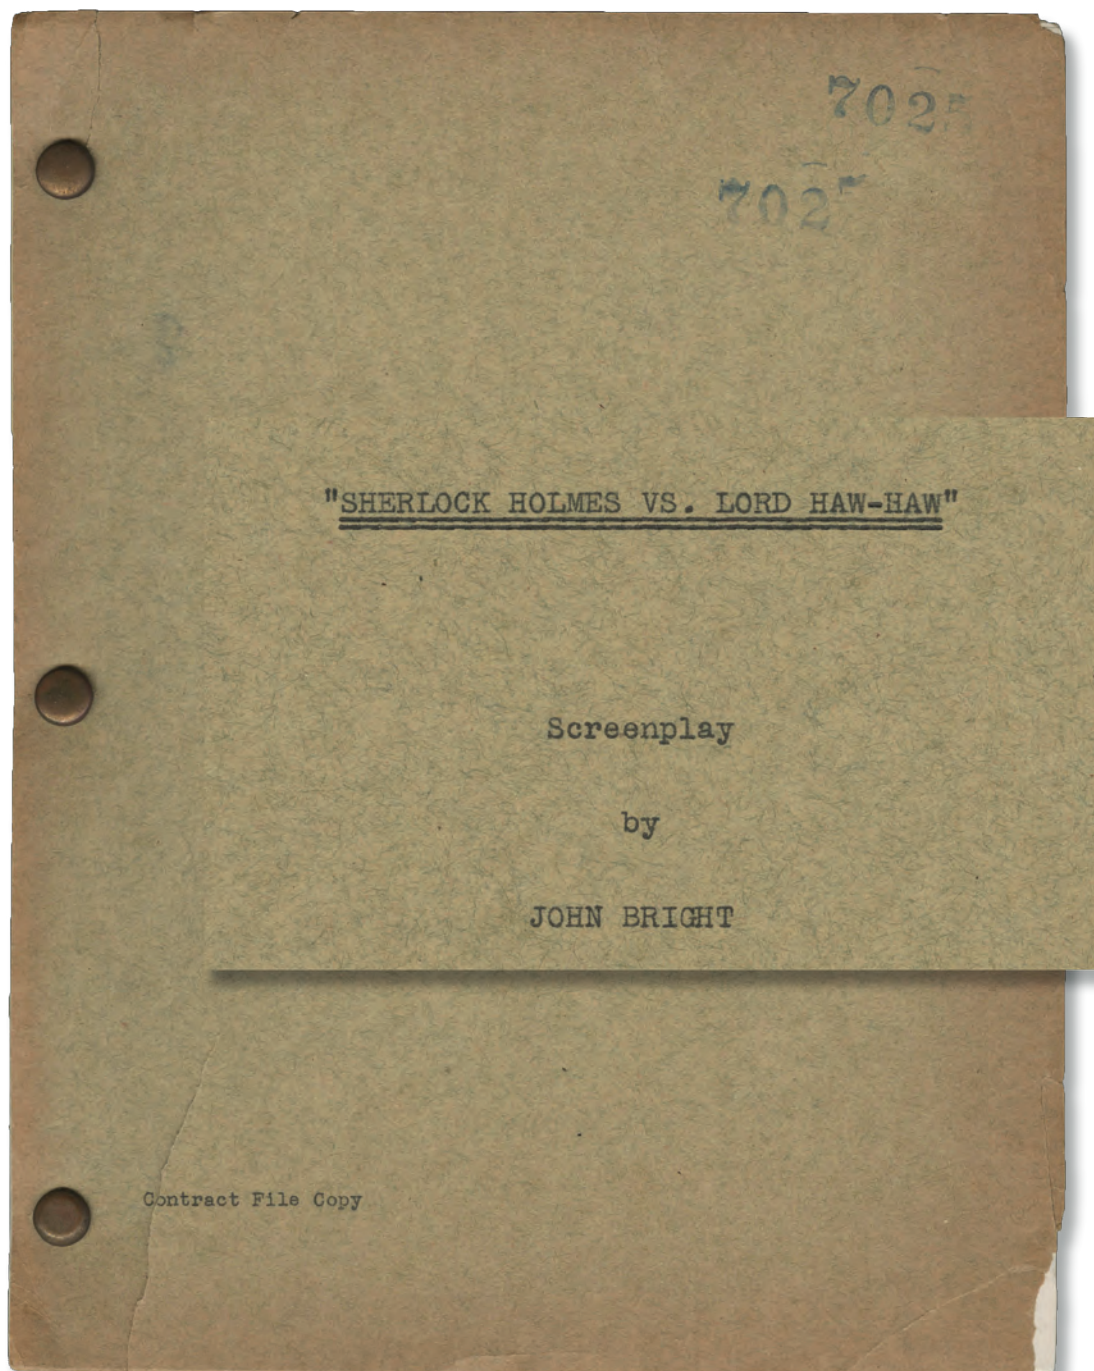 7025
702
"SHERLOCK HOLMES VS. LORD HAW-HAW"
Screenplay
by
JOHN BRIGHT
Contract File Copy